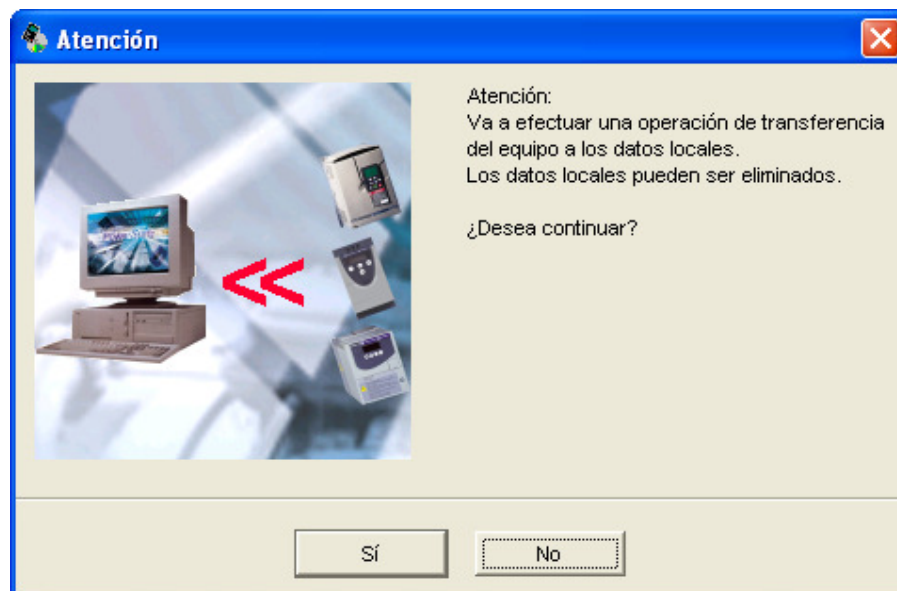 Atención
Atención:
Va a efectuar una operación de transferencia
del equipo a los datos locales.
Los datos locales pueden ser eliminados.
¿Desea continuar?
<<
Sí
No